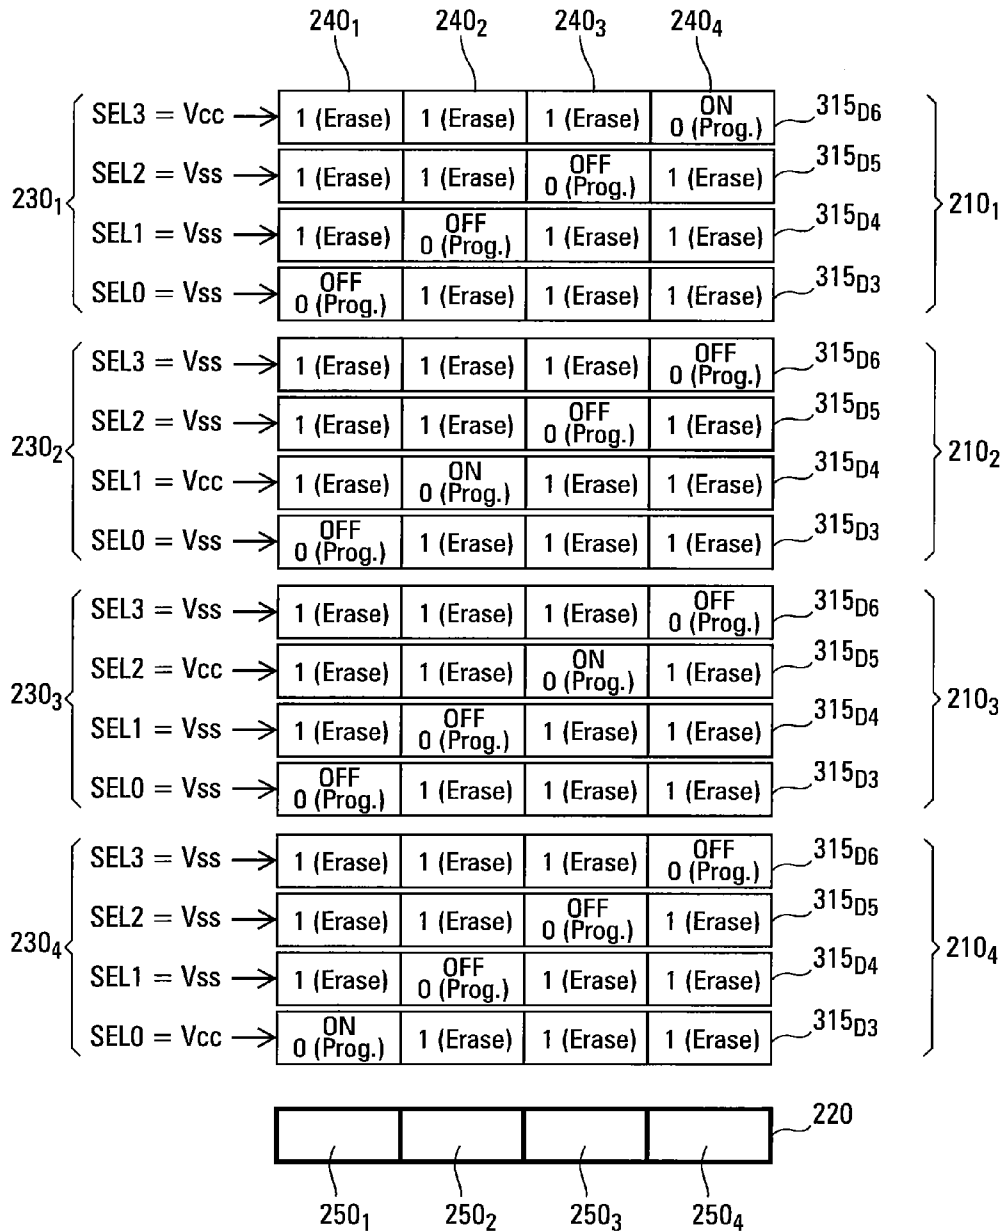 240₁ 240₂ 240₃ 240₄
SEL3 = Vcc 1 (Erase) 1 (Erase) 1 (Erase) ON 0 (Prog.) 315D6
SEL2 = Vss 1 (Erase) 1 (Erase) OFF 0 (Prog.) 1 (Erase) 315D5
230₁ 210₁
SEL1 = Vss 1 (Erase) OFF 0 (Prog.) 1 (Erase) 1 (Erase) 315D4
SEL0 = Vss OFF 0 (Prog.) 1 (Erase) 1 (Erase) 1 (Erase) 315D3
SEL3 = Vss 1 (Erase) 1 (Erase) 1 (Erase) OFF 0 (Prog.) 315D6
SEL2 = Vss 1 (Erase) 1 (Erase) OFF 0 (Prog.) 1 (Erase) 315D5
230₂ 210₂
SEL1 = Vcc 1 (Erase) ON 0 (Prog.) 1 (Erase) 1 (Erase) 315D4
SEL0 = Vss OFF 0 (Prog.) 1 (Erase) 1 (Erase) 1 (Erase) 315D3
SEL3 = Vss 1 (Erase) 1 (Erase) 1 (Erase) OFF 0 (Prog.) 315D6
SEL2 = Vcc 1 (Erase) 1 (Erase) ON 0 (Prog.) 1 (Erase) 315D5
230₃ 210₃
SEL1 = Vss 1 (Erase) OFF 0 (Prog.) 1 (Erase) 1 (Erase) 315D4
SEL0 = Vss OFF 0 (Prog.) 1 (Erase) 1 (Erase) 1 (Erase) 315D3
SEL3 = Vss 1 (Erase) 1 (Erase) 1 (Erase) OFF 0 (Prog.) 315D6
SEL2 = Vss 1 (Erase) 1 (Erase) OFF 0 (Prog.) 1 (Erase) 315D5
230₄ 210₄
SEL1 = Vss 1 (Erase) OFF 0 (Prog.) 1 (Erase) 1 (Erase) 315D4
SEL0 = Vcc ON 0 (Prog.) 1 (Erase) 1 (Erase) 1 (Erase) 315D3
220
250₁ 250₂ 250₃ 250₄